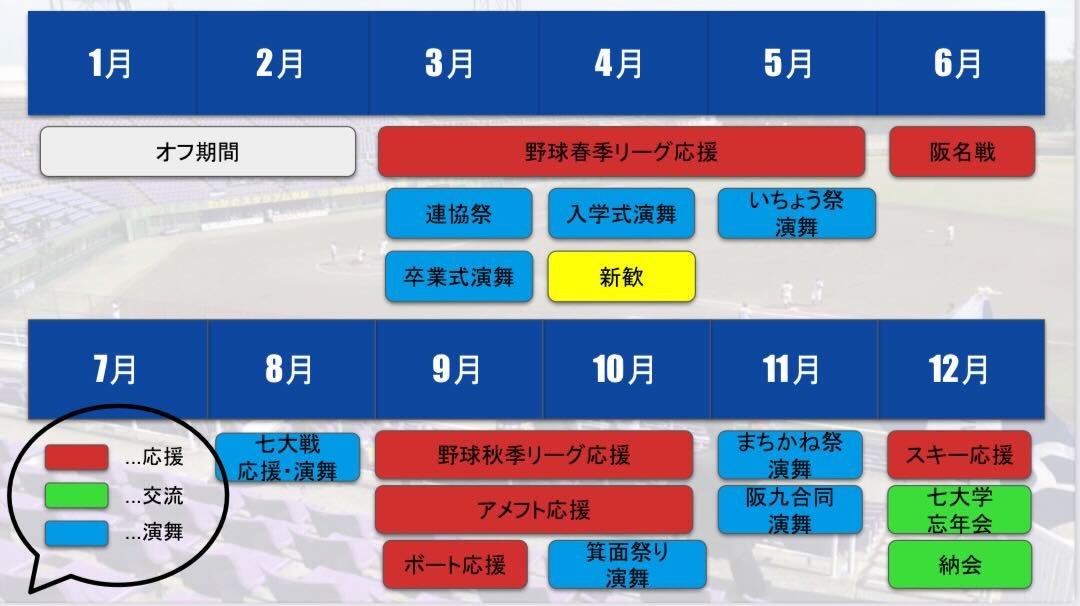 1月 2月 3月 4月 5月 6月
オフ期間
野球春季リーグ応援
阪名戦
連協祭
入学式演舞
いちょう祭
演舞
卒業式演舞
新歓
7月 8月 9月 10月 11月 12月
…応援
…交流
…演舞
七大戦
応援・演舞
野球秋季リーグ応援
まちかね祭
演舞
スキー応援
アメフト応援
阪九合同
演舞
七大学
忘年会
ボート応援
箕面祭り
演舞
納会